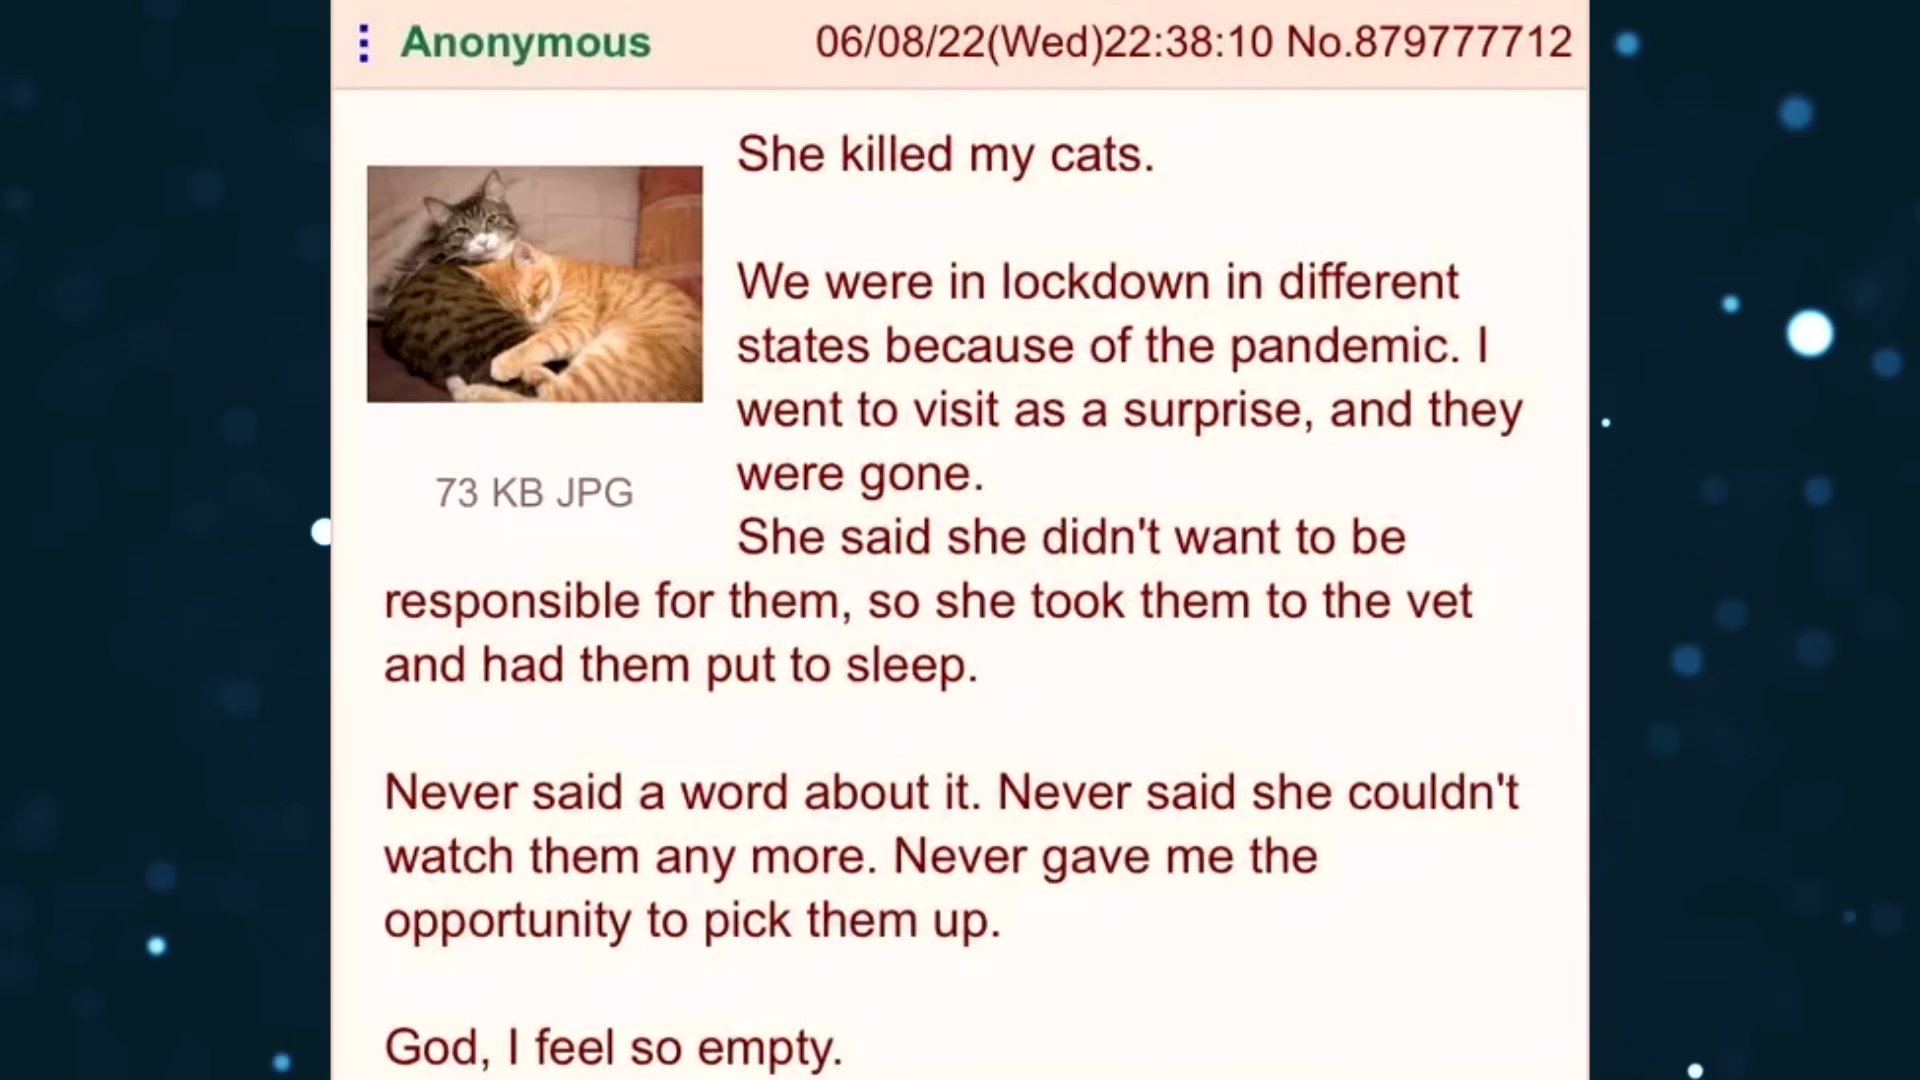 Anonymous 06/08/22(Wed)22:38:10 No.879777712
She killed my cats.
We were in lockdown in different
states because of the pandemic. I
went to visit as a surprise, and they
were gone.
73 KB JPG
She said she didn't want to be
responsible for them, so she took them to the vet
and had them put to sleep.
Never said a word about it. Never said she couldn't
watch them any more. Never gave me the
opportunity to pick them up.
God, I feel so empty.